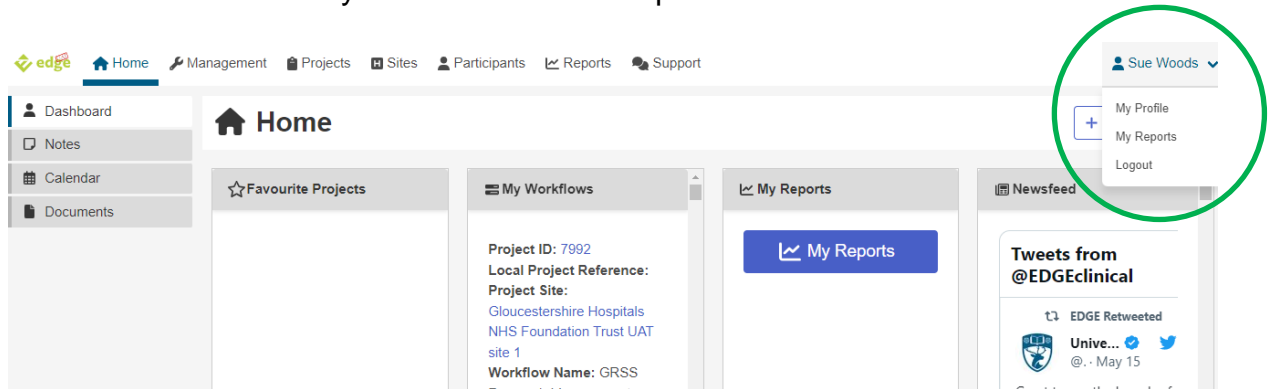 edge Home Management Projects Sites Participants Reports Support Sue Woods
My Profile
My Reports
Logout
Dashboard
Notes
Calendar
Documents
Home
Favourite Projects
My Workflows
Project ID: 7992
Local Project Reference:
Project Site:
Gloucestershire Hospitals
NHS Foundation Trust UAT
site 1
Workflow Name: GRSS
My Reports
My Reports
Newsfeed
Tweets from
@EDGEclinical
EDGE Retweeted
Unive...
@. · May 15